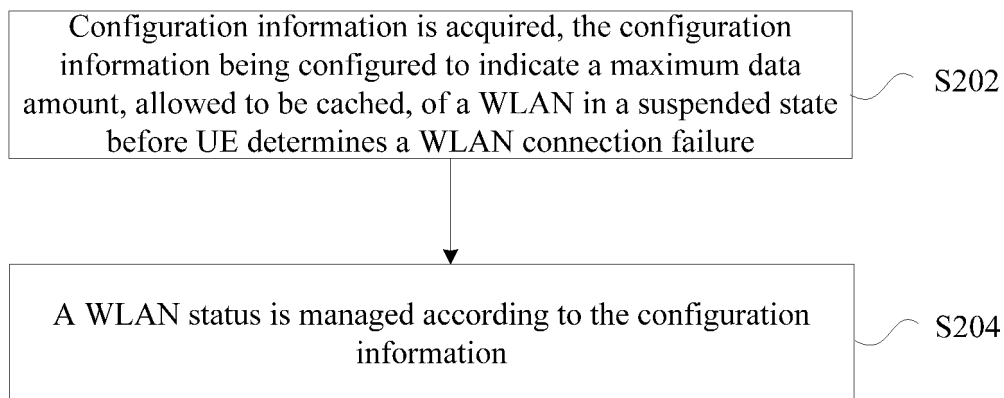 Configuration information is acquired, the configuration
information being configured to indicate a maximum data
amount, allowed to be cached, of a WLAN in a suspended state
before UE determines a WLAN connection failure
S202
A WLAN status is managed according to the configuration
information
S204